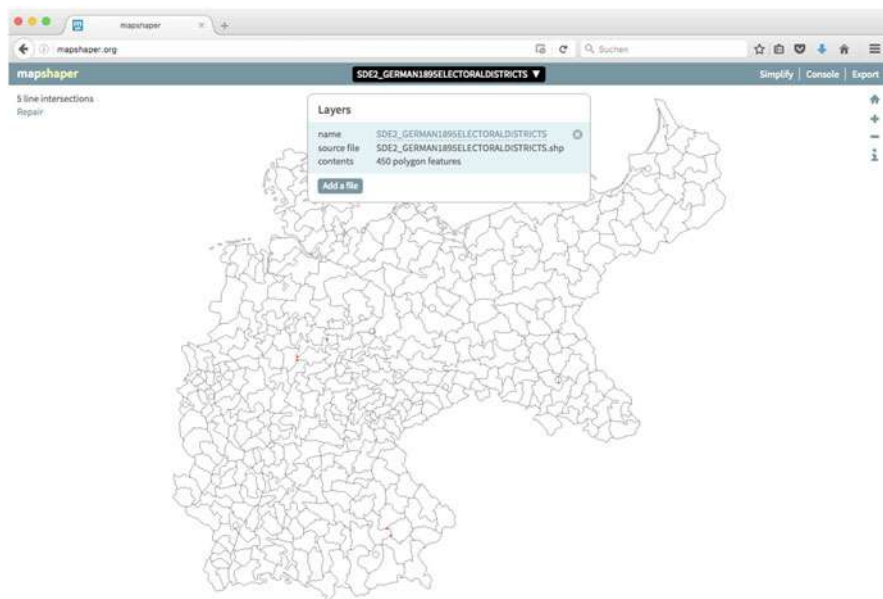 mapshaper
mapshaper.org
Suchen
mapshaper
SDE2_GERMAN1895ELECTORALDISTRICTS ▼
Simplify | Console | Export
5 line intersections
Repair
Layers
name SDE2_GERMAN1895ELECTORALDISTRICTS
source file SDE2_GERMAN1895ELECTORALDISTRICTS.shp
contents 450 polygon features
Add a file